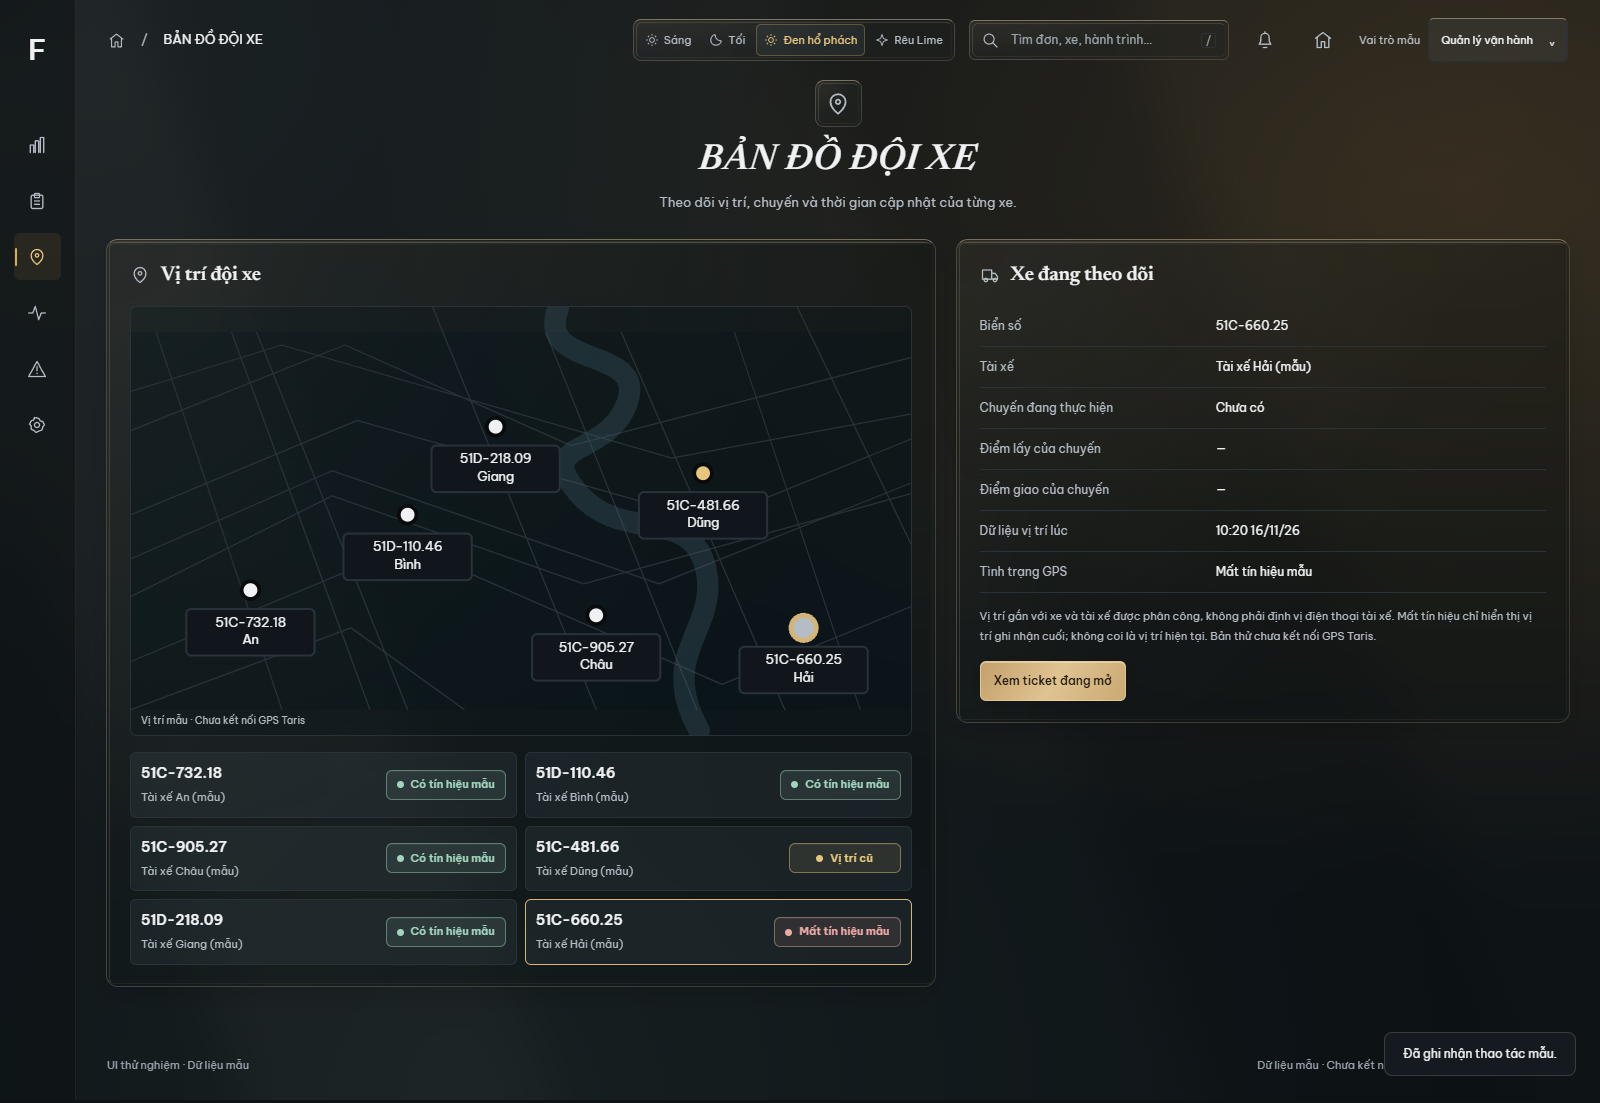 F
/ BẢN ĐỒ ĐỘI XE
Sáng
Tối
Đen hổ phách
Rêu Lime
Tìm đơn, xe, hành trình... /
Vai trò mẫu
Quản lý vận hành
BẢN ĐỒ ĐỘI XE
Theo dõi vị trí, chuyến và thời gian cập nhật của từng xe.
Vị trí đội xe
51D-218.09
Giang
51C-481.66
Dũng
51D-110.46
Bình
51C-732.18
An
51C-905.27
Châu
51C-660.25
Hải
Vị trí mẫu · Chưa kết nối GPS Taris
51C-732.18
Tài xế An (mẫu)
Có tín hiệu mẫu
51D-110.46
Tài xế Bình (mẫu)
Có tín hiệu mẫu
51C-905.27
Tài xế Châu (mẫu)
Có tín hiệu mẫu
51C-481.66
Tài xế Dũng (mẫu)
Vị trí cũ
51D-218.09
Tài xế Giang (mẫu)
Có tín hiệu mẫu
51C-660.25
Tài xế Hải (mẫu)
Mất tín hiệu mẫu
Xe đang theo dõi
Biển số 51C-660.25
Tài xế Tài xế Hải (mẫu)
Chuyến đang thực hiện Chưa có
Điểm lấy của chuyến —
Điểm giao của chuyến —
Dữ liệu vị trí lúc 10:20 16/11/26
Tình trạng GPS Mất tín hiệu mẫu
Vị trí gắn với xe và tài xế được phân công, không phải định vị điện thoại tài xế. Mất tín hiệu chỉ hiển thị vị
trí ghi nhận cuối; không coi là vị trí hiện tại. Bản thử chưa kết nối GPS Taris.
Xem ticket đang mở
UI thử nghiệm · Dữ liệu mẫu
Dữ liệu mẫu · Chưa kết n
Đã ghi nhận thao tác mẫu.